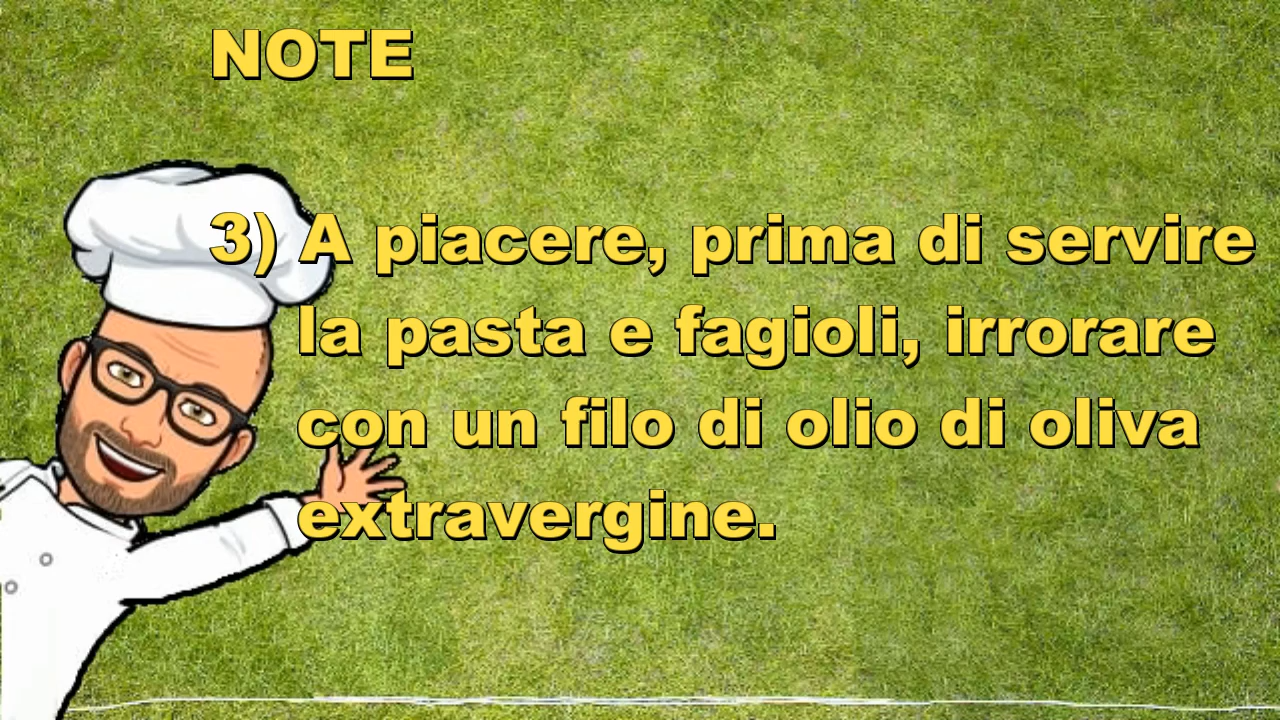 NOTE
3) A piacere, prima di servire
la pasta e fagioli, irrorare
con un filo di olio di oliva
extravergine.